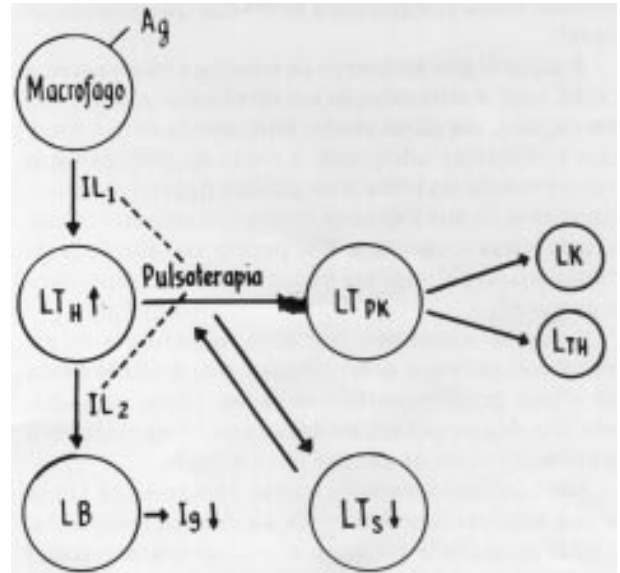 Ag
Macrofago
IL1
Pulsoterapia
LTH ↑
LTPK
LK
LTH
IL2
LB
Ig ↓
LTS ↓